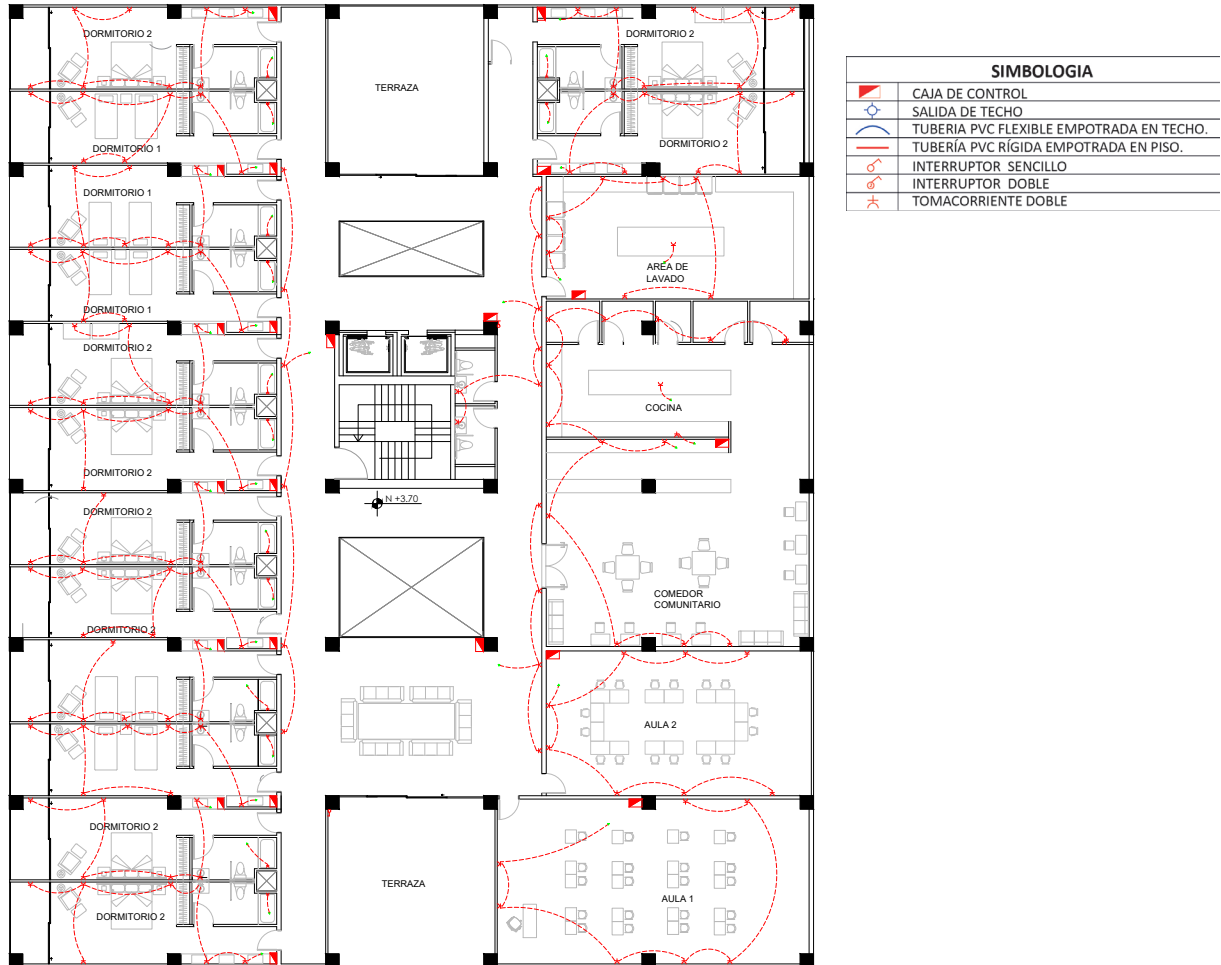 DORMITORIO 2
DORMITORIO 1
DORMITORIO 1
DORMITORIO 1
DORMITORIO 2
DORMITORIO 2
DORMITORIO 2
DORMITORIO 2
DORMITORIO 2
DORMITORIO 2
TERRAZA
N +3.70
TERRAZA
DORMITORIO 2
DORMITORIO 2
AREA DE
LAVADO
COCINA
COMEDOR
COMUNITARIO
AULA 2
AULA 1
SIMBOLOGIA
CAJA DE CONTROL
SALIDA DE TECHO
TUBERIA PVC FLEXIBLE EMPOTRADA EN TECHO.
TUBERÍA PVC RÍGIDA EMPOTRADA EN PISO.
INTERRUPTOR SENCILLO
INTERRUPTOR DOBLE
TOMACORRIENTE DOBLE